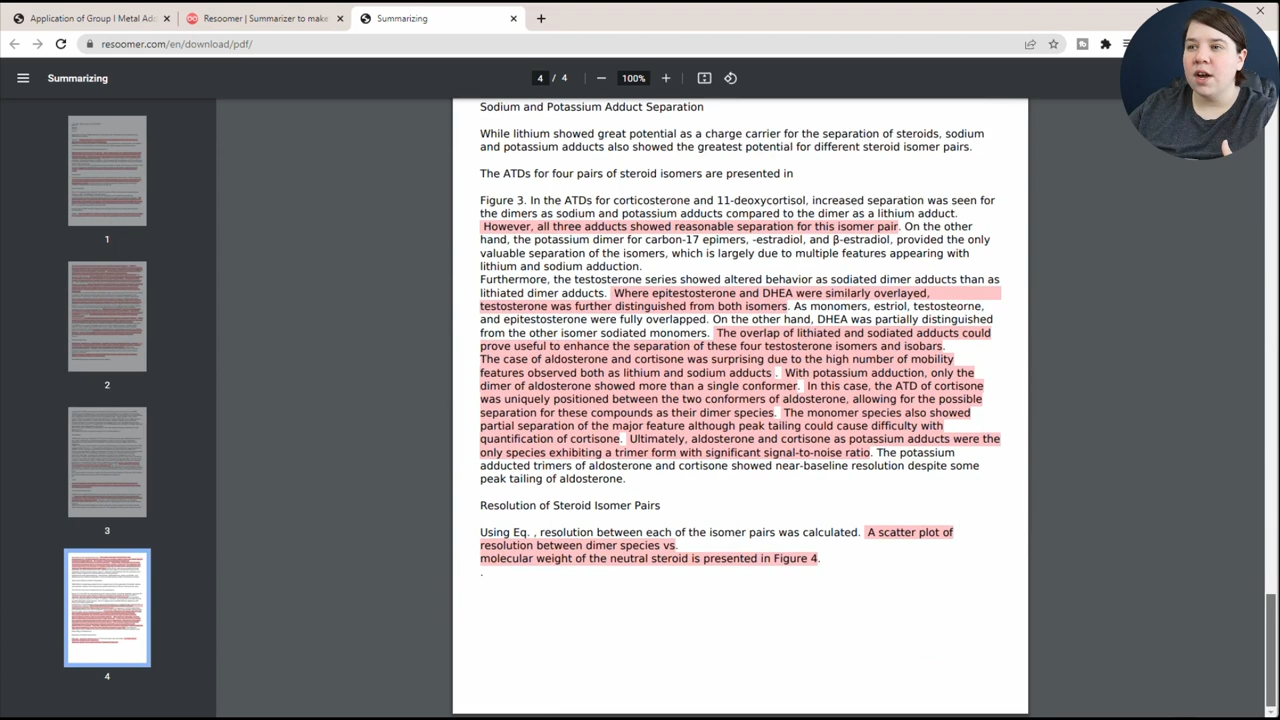 Application of Group I Metal Ad
Resoomer | Summarizer to make
Summarizing
resoomer.com/en/download/pdf/
Summarizing
4 / 4
100%
1
2
3
4
Sodium and Potassium Adduct Separation
While lithium showed great potential as a charge carrier for the separation of steroids, sodium
and potassium adducts also showed the greatest potential for different steroid isomer pairs.
The ATDs for four pairs of steroid isomers are presented in
Figure 3. In the ATDs for corticosterone and 11-deoxycortisol, increased separation was seen for
the dimers as sodium and potassium adducts compared to the dimer as a lithium adduct.
However, all three adducts showed reasonable separation for this isomer pair. On the other
hand, the potassium dimer for carbon-17 epimers, -estradiol, and β-estradiol, provided the only
valuable separation of the isomers, which is largely due to multiple features appearing with
lithium and sodium adduction.
Furthermore, the testosterone series showed altered behavior as sodiated dimer adducts than as
lithiated dimer adducts. Where epitestosterone and DHEA were similarly overlayed,
testosterone was further distinguished from both isomers. As monomers, estriol, testosteorne,
and epitestosterone were fully overlapped. On the other hand, DHEA was partially distinguished
from the other isomer sodiated monomers. The overlap of lithiated and sodiated adducts could
prove useful to enhance the separation of these four testosterone isomers and isobars.
The case of aldosterone and cortisone was surprising due to the high number of mobility
features observed both as lithium and sodium adducts . With potassium adduction, only the
dimer of aldosterone showed more than a single conformer. In this case, the ATD of cortisone
was uniquely positioned between the two conformers of aldosterone, allowing for the possible
separation for these compounds as their dimer species. The monomer species also showed
partial separation of the major feature although peak tailing could cause difficulty with
quantification of cortisone. Ultimately, aldosterone and cortisone as potassium adducts were the
only species exhibiting a trimer form with significant signal-to-noise ratio. The potassium
adducted trimers of aldosterone and cortisone showed near-baseline resolution despite some
peak tailing of aldosterone.
Resolution of Steroid Isomer Pairs
Using Eq. , resolution between each of the isomer pairs was calculated. A scatter plot of
resolution between dimer species vs.
molecular weight of the neutral steroid is presented in Figure 4.
.